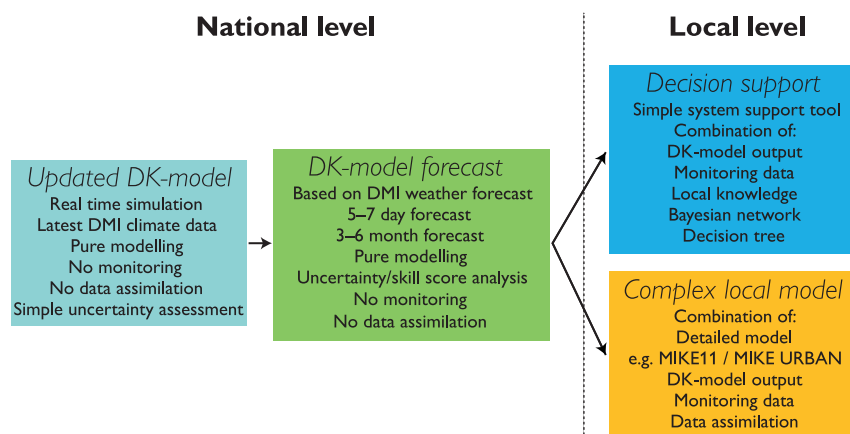 National level
Local level
Updated DK-model
Real time simulation
Latest DMI climate data
Pure modelling
No monitoring
No data assimilation
Simple uncertainty assessment
DK-model forecast
Based on DMI weather forecast
5–7 day forecast
3–6 month forecast
Pure modelling
Uncertainty/skill score analysis
No monitoring
No data assimilation
Decision support
Simple system support tool
Combination of:
DK-model output
Monitoring data
Local knowledge
Bayesian network
Decision tree
Complex local model
Combination of:
Detailed model
e.g. MIKE11 / MIKE URBAN
DK-model output
Monitoring data
Data assimilation